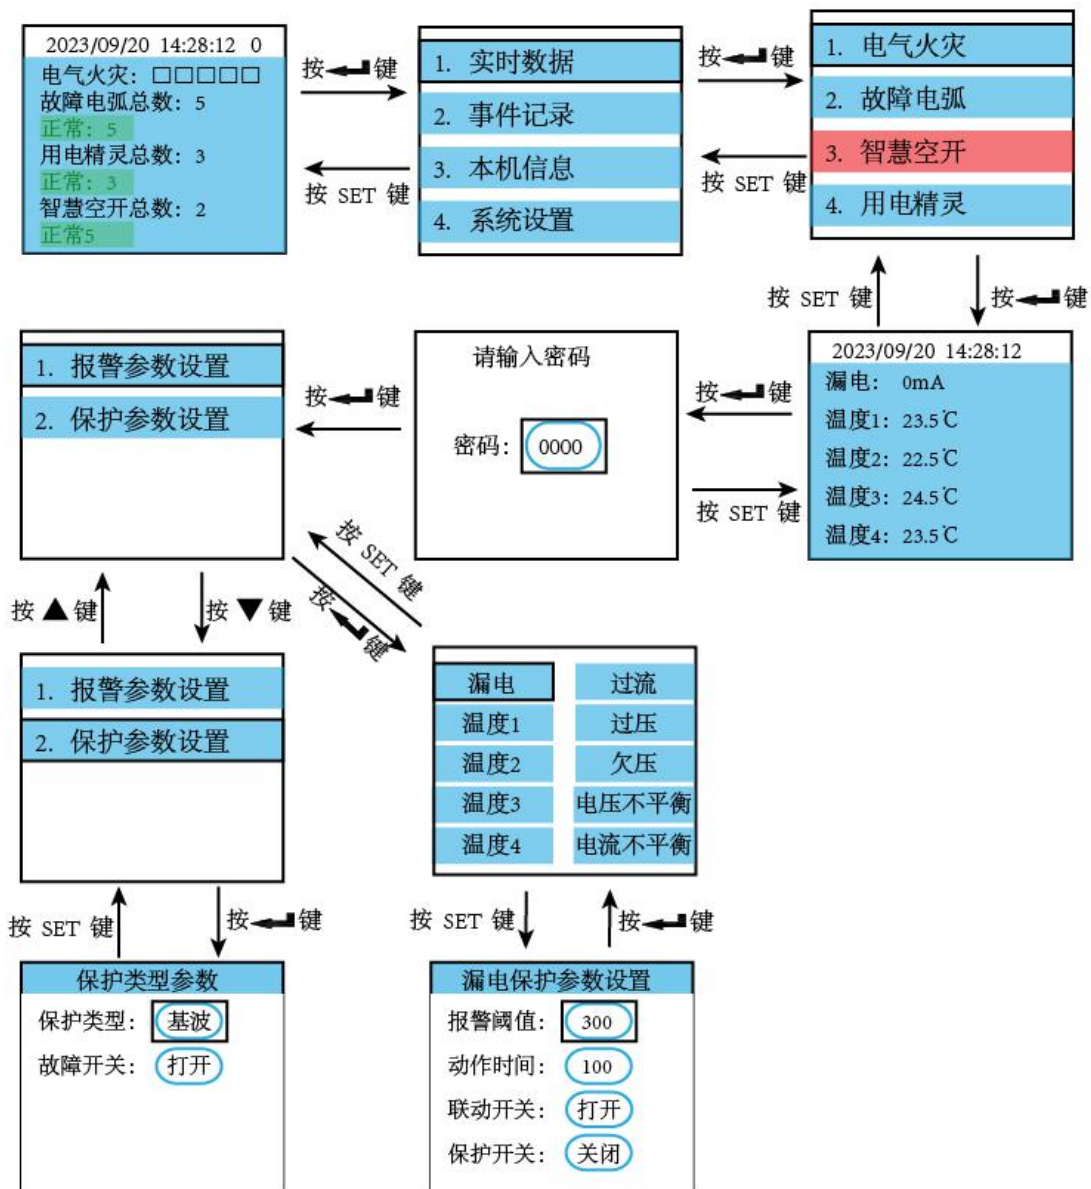 2023/09/20 14:28:12 0
电气火灾：□□□□□
故障电弧总数：5
正常：5
用电精灵总数：3
正常：3
智慧空开总数：2
正常5
按 键
按 SET 键
1. 实时数据
2. 事件记录
3. 本机信息
4. 系统设置
按 键
按 SET 键
1. 电气火灾
2. 故障电弧
3. 智慧空开
4. 用电精灵
按 SET 键
按 键
1. 报警参数设置
2. 保护参数设置
按 键
请输入密码
密码：0000
按 键
按 SET 键
2023/09/20 14:28:12
漏电： 0mA
温度1：23.5℃
温度2：22.5℃
温度3：24.5℃
温度4：23.5℃
按 SET 键
按 键
按▲键
按▼键
1. 报警参数设置
2. 保护参数设置
漏电 过流
温度1 过压
温度2 欠压
温度3 电压不平衡
温度4 电流不平衡
按 SET 键
按 键
按 SET 键
按 键
保护类型参数
保护类型：基波
故障开关：打开
漏电保护参数设置
报警阈值：300
动作时间：100
联动开关：打开
保护开关：关闭